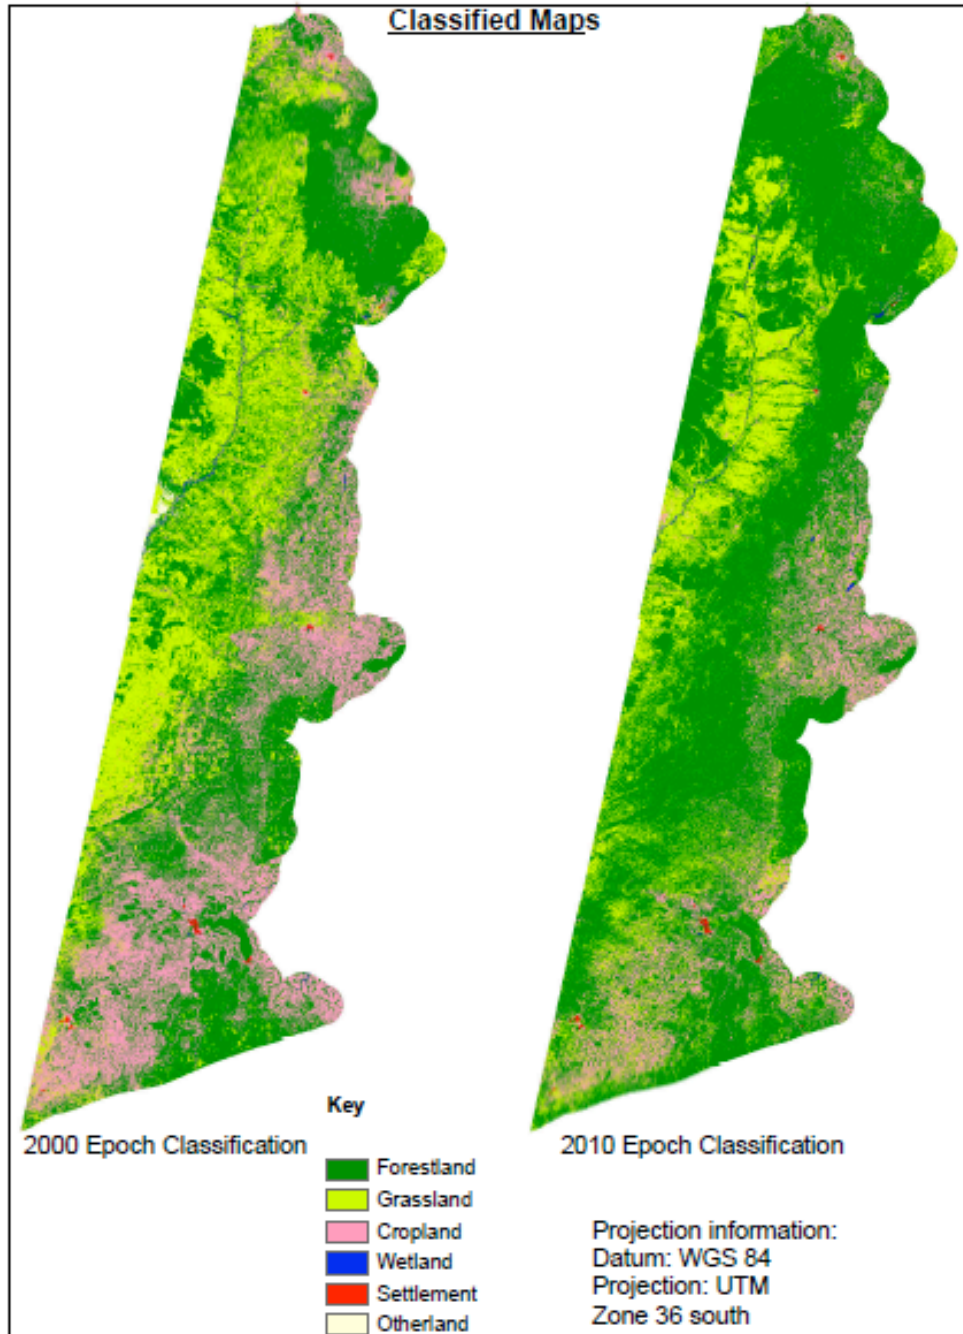 Classified Maps
2000 Epoch Classification
2010 Epoch Classification
Key
Forestland
Grassland
Cropland
Wetland
Settlement
Otherland
Projection information:
Datum: WGS 84
Projection: UTM
Zone 36 south